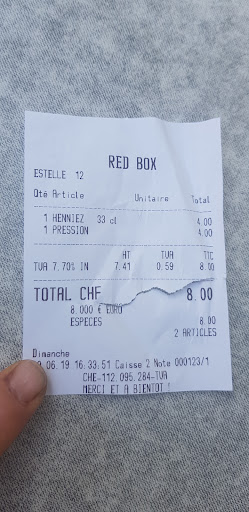 RED BOX
ESTELLE 12
Qté Article Unitaire Total
1 HENNIEZ 33 cl 4.00
1 PRESSION 4.00
HT TVA TTC
TVA 7.70% IN 7.41 0.59 8.00
TOTAL CHF 8.00
8.000 € EURO
ESPECES 8.00
2 ARTICLES
Dimanche
.06.19 16.33.51 Caisse 2 Note 000123/1
CHE-112.095.284-TVA
MERCI ET A BIENTOT !